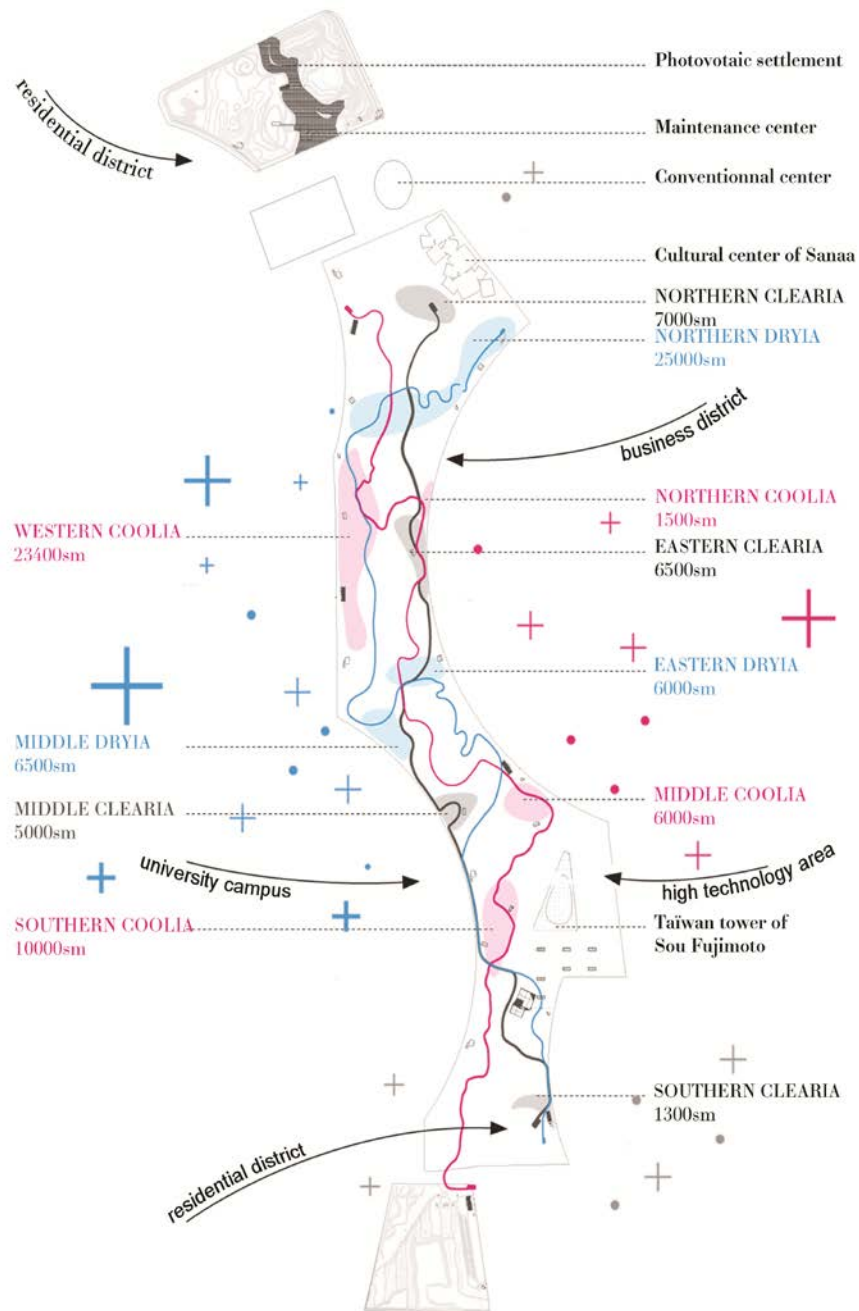 Photovotaic settlement
residential district
Maintenance center
Conventionnal center
Cultural center of Sanaa
NORTHERN CLEARIA
7000sm
NORTHERN DRYIA
25000sm
business district
NORTHERN COOLIA
1500sm
WESTERN COOLIA
23400sm
EASTERN CLEARIA
6500sm
EASTERN DRYIA
6000sm
MIDDLE DRYIA
6500sm
MIDDLE COOLIA
6000sm
MIDDLE CLEARIA
5000sm
university campus
high technology area
SOUTHERN COOLIA
10000sm
Taïwan tower of
Sou Fujimoto
SOUTHERN CLEARIA
1300sm
residential district